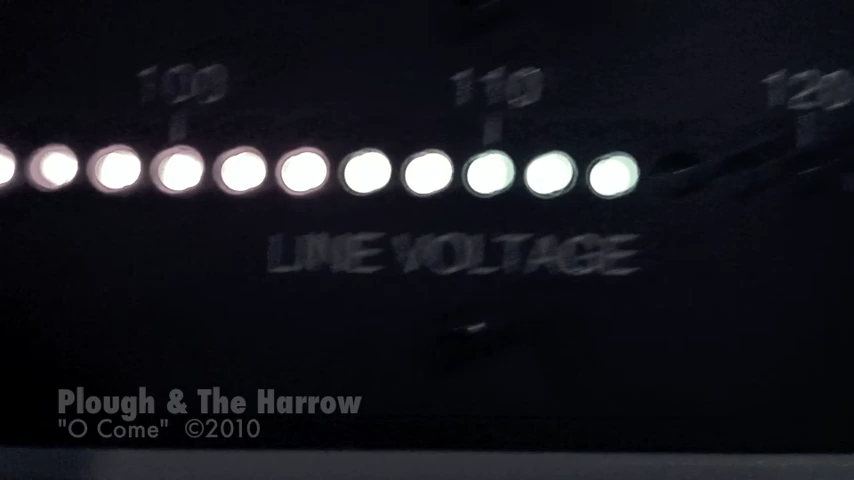 100 110 120
LINE VOLTAGE
Plough & The Harrow
"O Come" ©2010